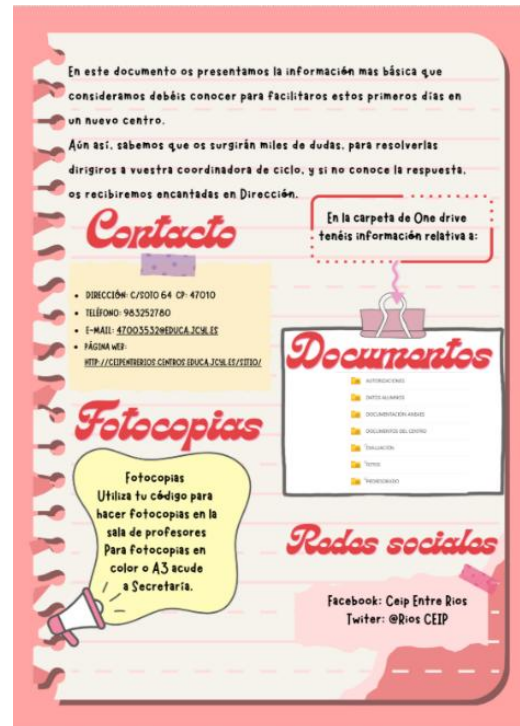 En este documento os presentamos la información mas básica que
consideramos debéis conocer para facilitaros estos primeros días en
un nuevo centro.
Aún así, sabemos que os surgirán miles de dudas, para resolverlas
dirigiros a vuestra coordinadora de ciclo, y si no conoce la respuesta,
os recibiremos encantadas en Dirección.
Contacto
• DIRECCIÓN: C/SOTO 64 CP: 47010
• TELÉFONO: 983252780
• E-MAIL: 47003532@EDUCA.JCYL.ES
• PÁGINA WEB:
HTTP://CEIPENTRERIOS.CENTROS.EDUCA.JCYL.ES/SITIO/
En la carpeta de One drive
tenéis información relativa a:
Documentos
AUTORIZACIONES
DATOS ALUMNOS
DOCUMENTACION ANEXOS
DOCUMENTOS DEL CENTRO
EVALUACIÓN
FOTOS
PROFESORADO
Fotocopias
Fotocopias
Utiliza tu código para
hacer fotocopias en la
sala de profesores
Para fotocopias en
color o A3 acude
a Secretaría.
Redes sociales
Facebook: Ceip Entre Rios
Twiter: @Rios CEIP